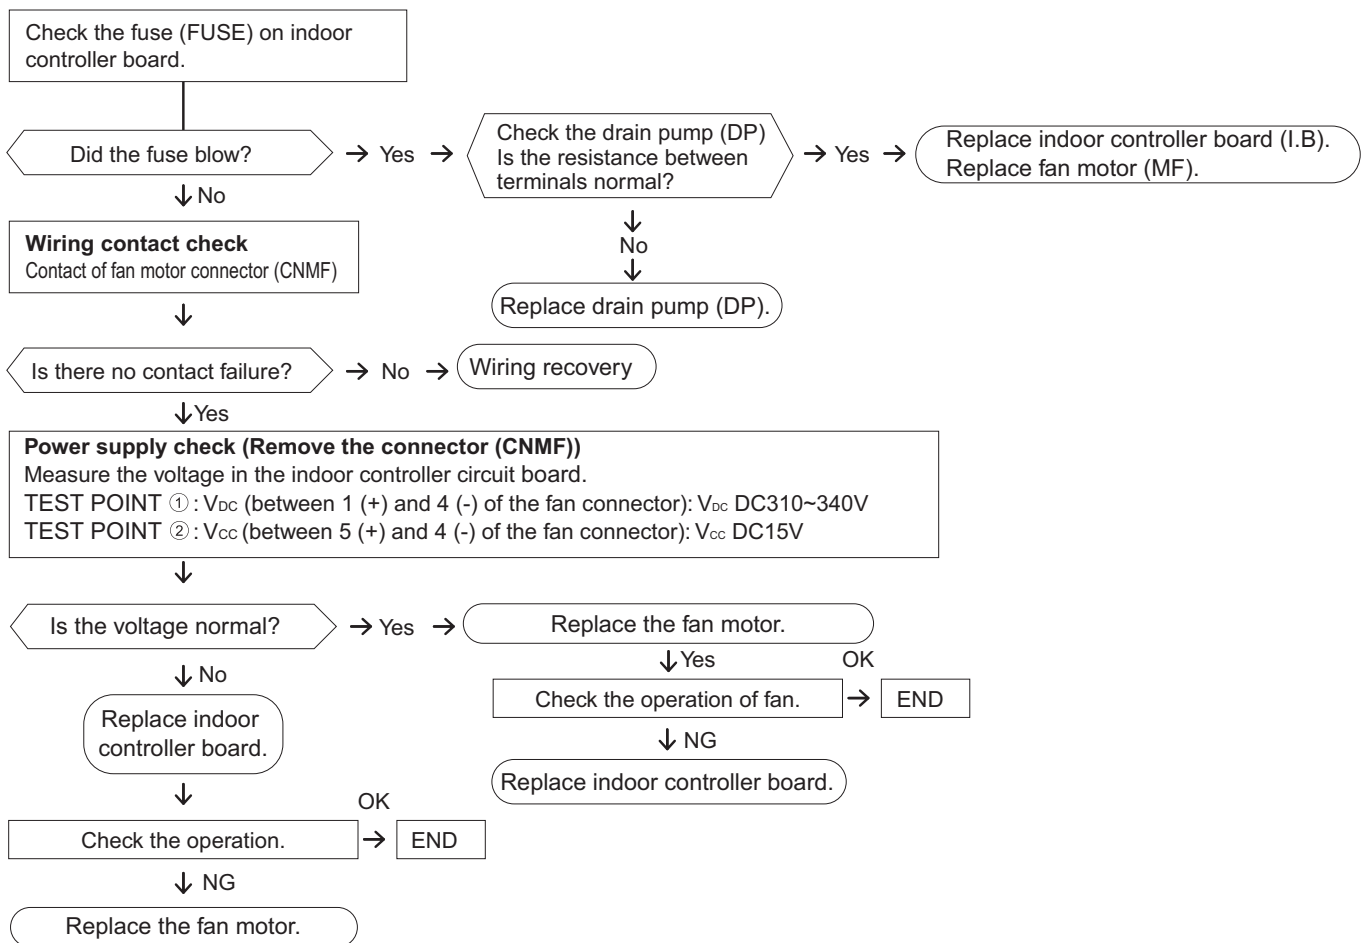 Check the fuse (FUSE) on indoor
controller board.
Did the fuse blow?
Yes
Check the drain pump (DP)
Is the resistance between
terminals normal?
Yes
Replace indoor controller board (I.B).
Replace fan motor (MF).
No
No
Replace drain pump (DP).
Wiring contact check
Contact of fan motor connector (CNMF)
Is there no contact failure?
No
Wiring recovery
Yes
Power supply check (Remove the connector (CNMF))
Measure the voltage in the indoor controller circuit board.
TEST POINT ①: VDC (between 1 (+) and 4 (-) of the fan connector): VDC DC310~340V
TEST POINT ②: VCC (between 5 (+) and 4 (-) of the fan connector): VCC DC15V
Is the voltage normal?
Yes
Replace the fan motor.
Yes
OK
Check the operation of fan.
END
NG
Replace indoor controller board.
No
Replace indoor
controller board.
OK
Check the operation.
END
NG
Replace the fan motor.